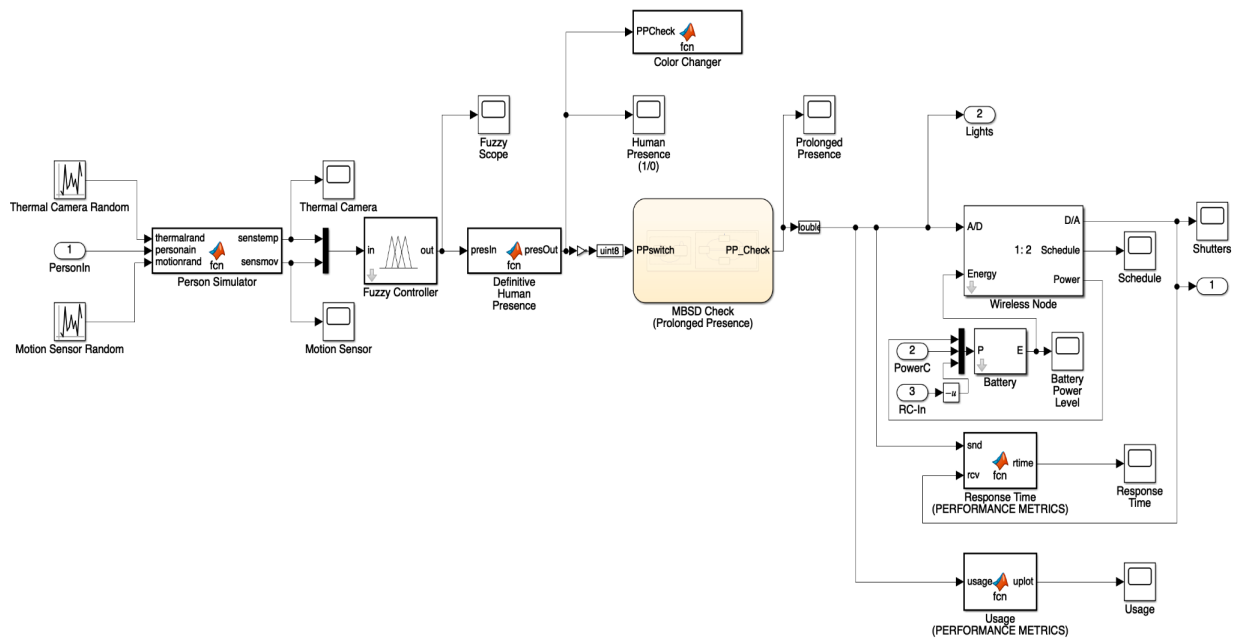 PPCheck
fcn
Color Changer
Fuzzy
Scope
Human
Presence
(1/0)
Prolonged
Presence
2
Lights
Thermal Camera Random
Thermal Camera
1
PersonIn
thermalrand
personain
motionrand
senstemp
sensmov
fcn
Person Simulator
Motion Sensor Random
Motion Sensor
in
out
Fuzzy Controller
presIn
presOut
fcn
Definitive
Human
Presence
uint8
PPswitch
PP_Check
MBSD Check
(Prolonged Presence)
A/D
Energy
1: 2
D/A
Schedule
Power
Wireless Node
Shutters
Schedule
1
2
PowerC
3
RC-In
-u
P
E
Battery
Battery
Power
Level
snd
rcv
rtime
fcn
Response Time
(PERFORMANCE METRICS)
Response
Time
usage
uplot
fcn
Usage
(PERFORMANCE METRICS)
Usage